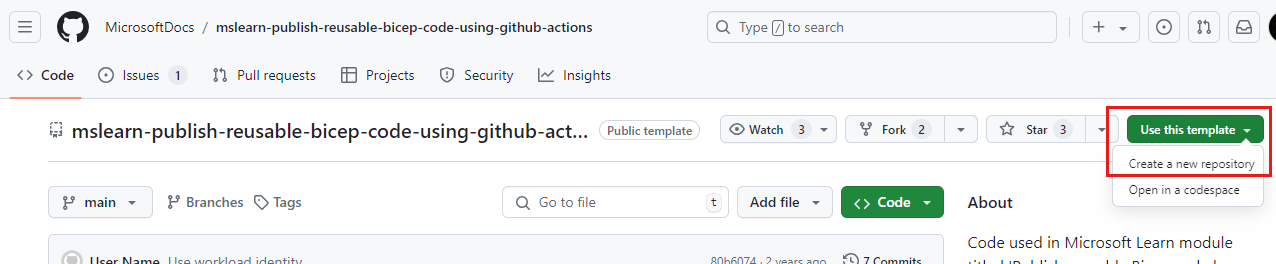 MicrosoftDocs / mslearn-publish-reusable-bicep-code-using-github-actions
Type / to search
Code
Issues 1
Pull requests
Projects
Security
Insights
mslearn-publish-reusable-bicep-code-using-github-act...
Public template
Watch 3
Fork 2
Star 3
Use this template
Create a new repository
Open in a codespace
main
Branches
Tags
Go to file t
Add file
Code
About
Code used in Microsoft Learn module
User Name Use workload identity 80b6074 · 2 years ago 7 Commits